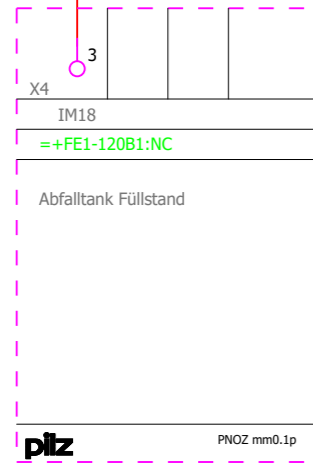 3
X4
IM18
=+FE1-120B1:NC
Abfalltank Füllstand
pilz
PNOZ mm0.1p